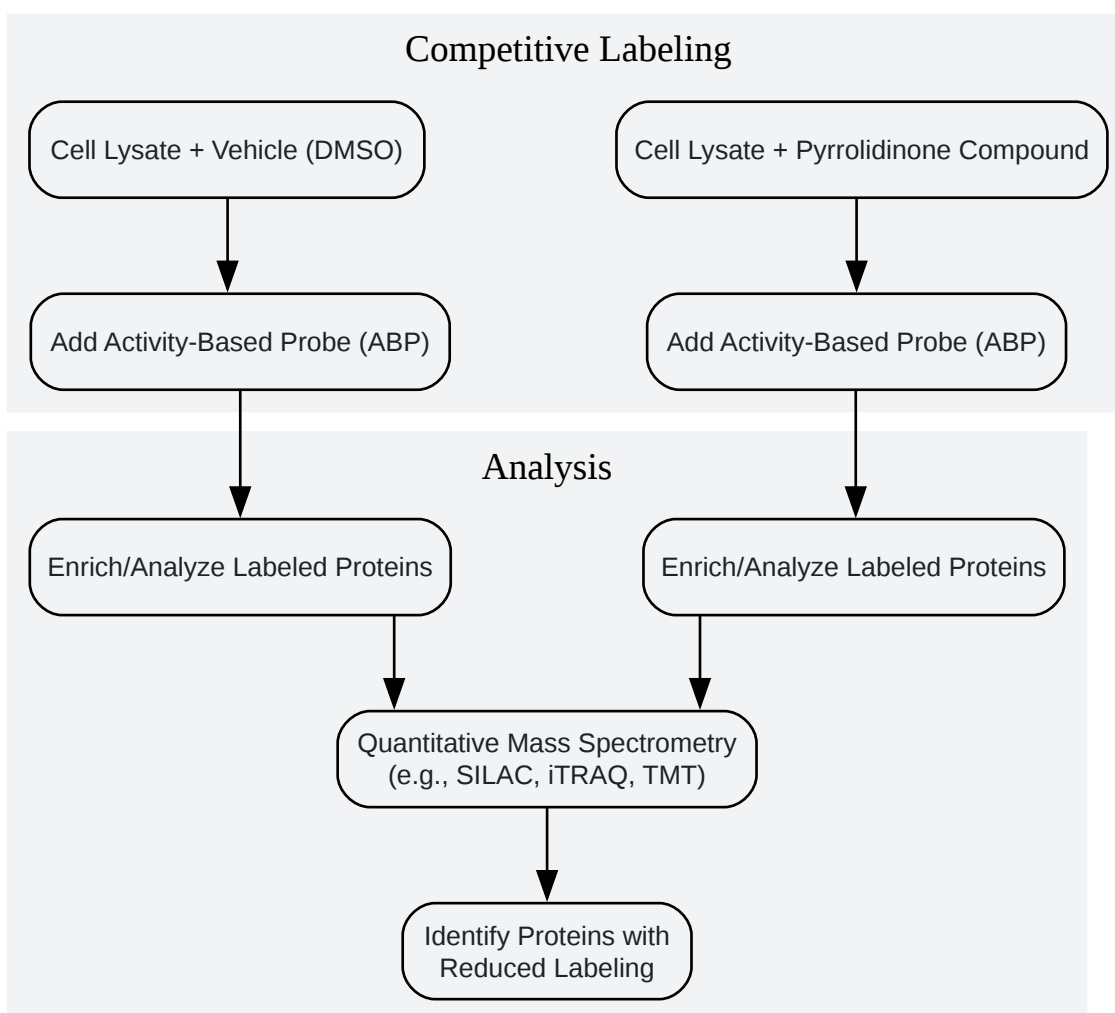 Competitive Labeling
Cell Lysate + Vehicle (DMSO)
Cell Lysate + Pyrrolidinone Compound
Add Activity-Based Probe (ABP)
Add Activity-Based Probe (ABP)
Analysis
Enrich/Analyze Labeled Proteins
Enrich/Analyze Labeled Proteins
Quantitative Mass Spectrometry
(e.g., SILAC, iTRAQ, TMT)
Identify Proteins with
Reduced Labeling